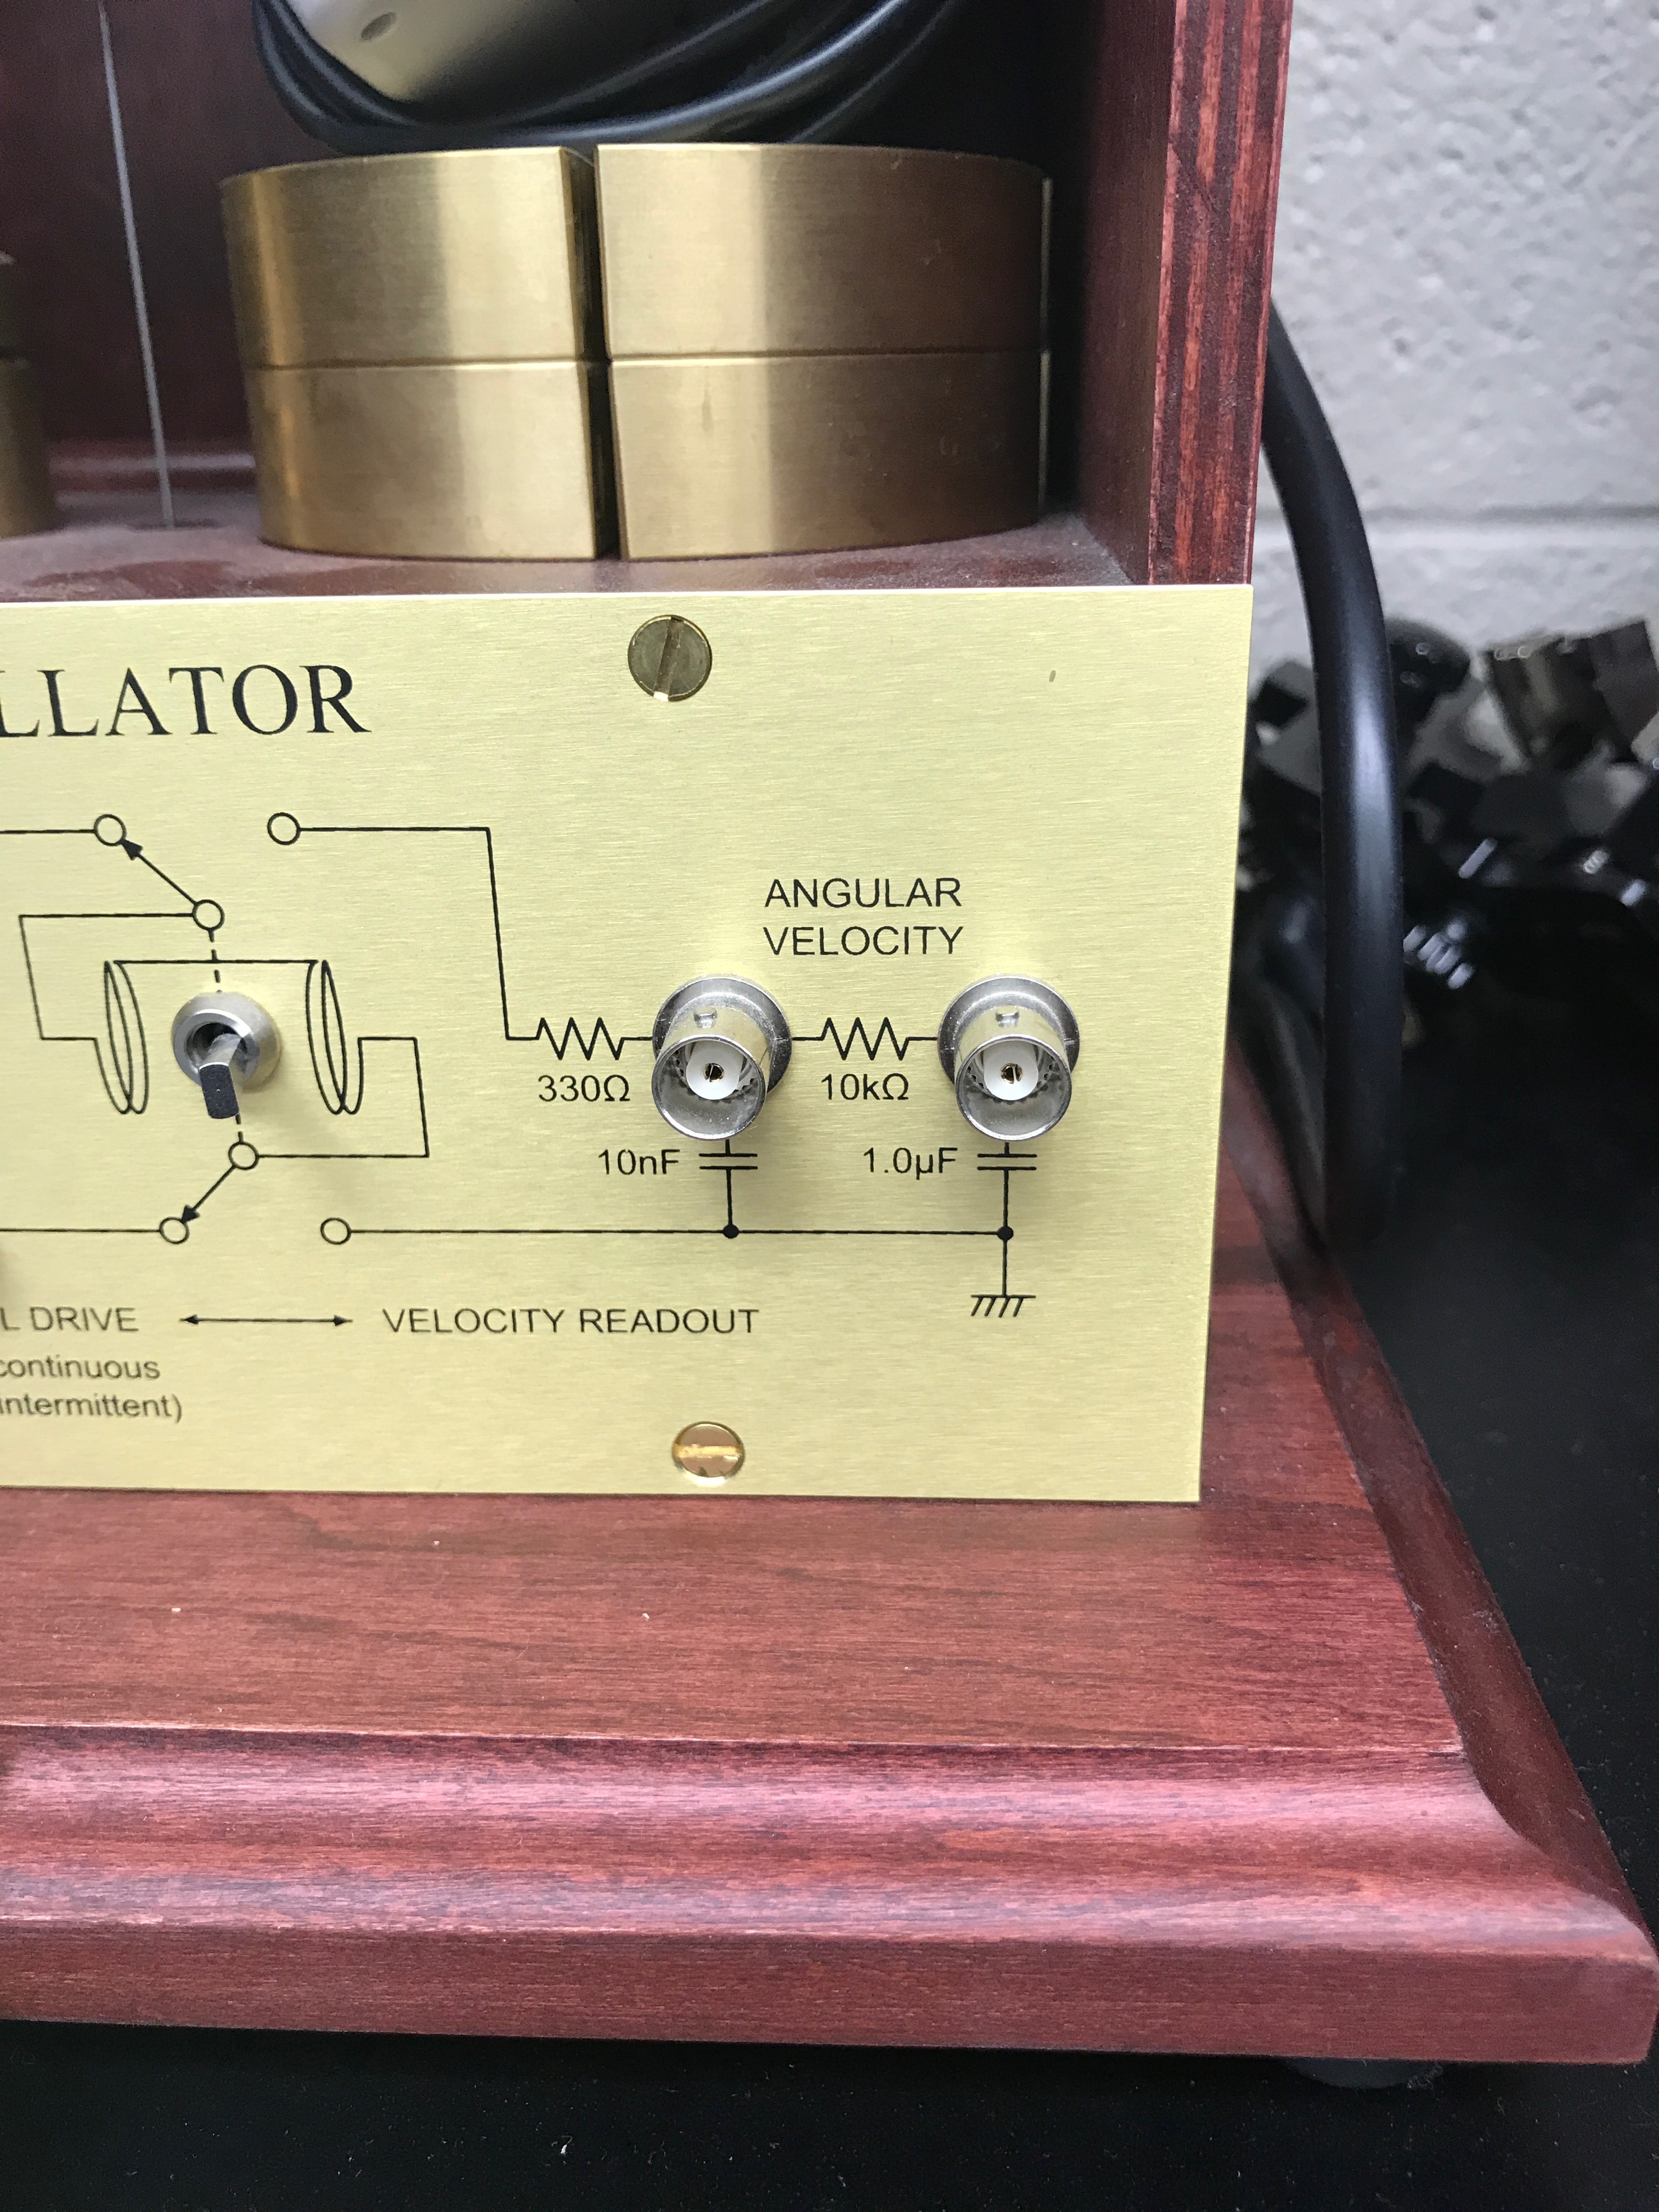 LLATOR
ANGULAR
VELOCITY
330Ω
10kΩ
10nF
1.0µF
L DRIVE
VELOCITY READOUT
continuous
intermittent)